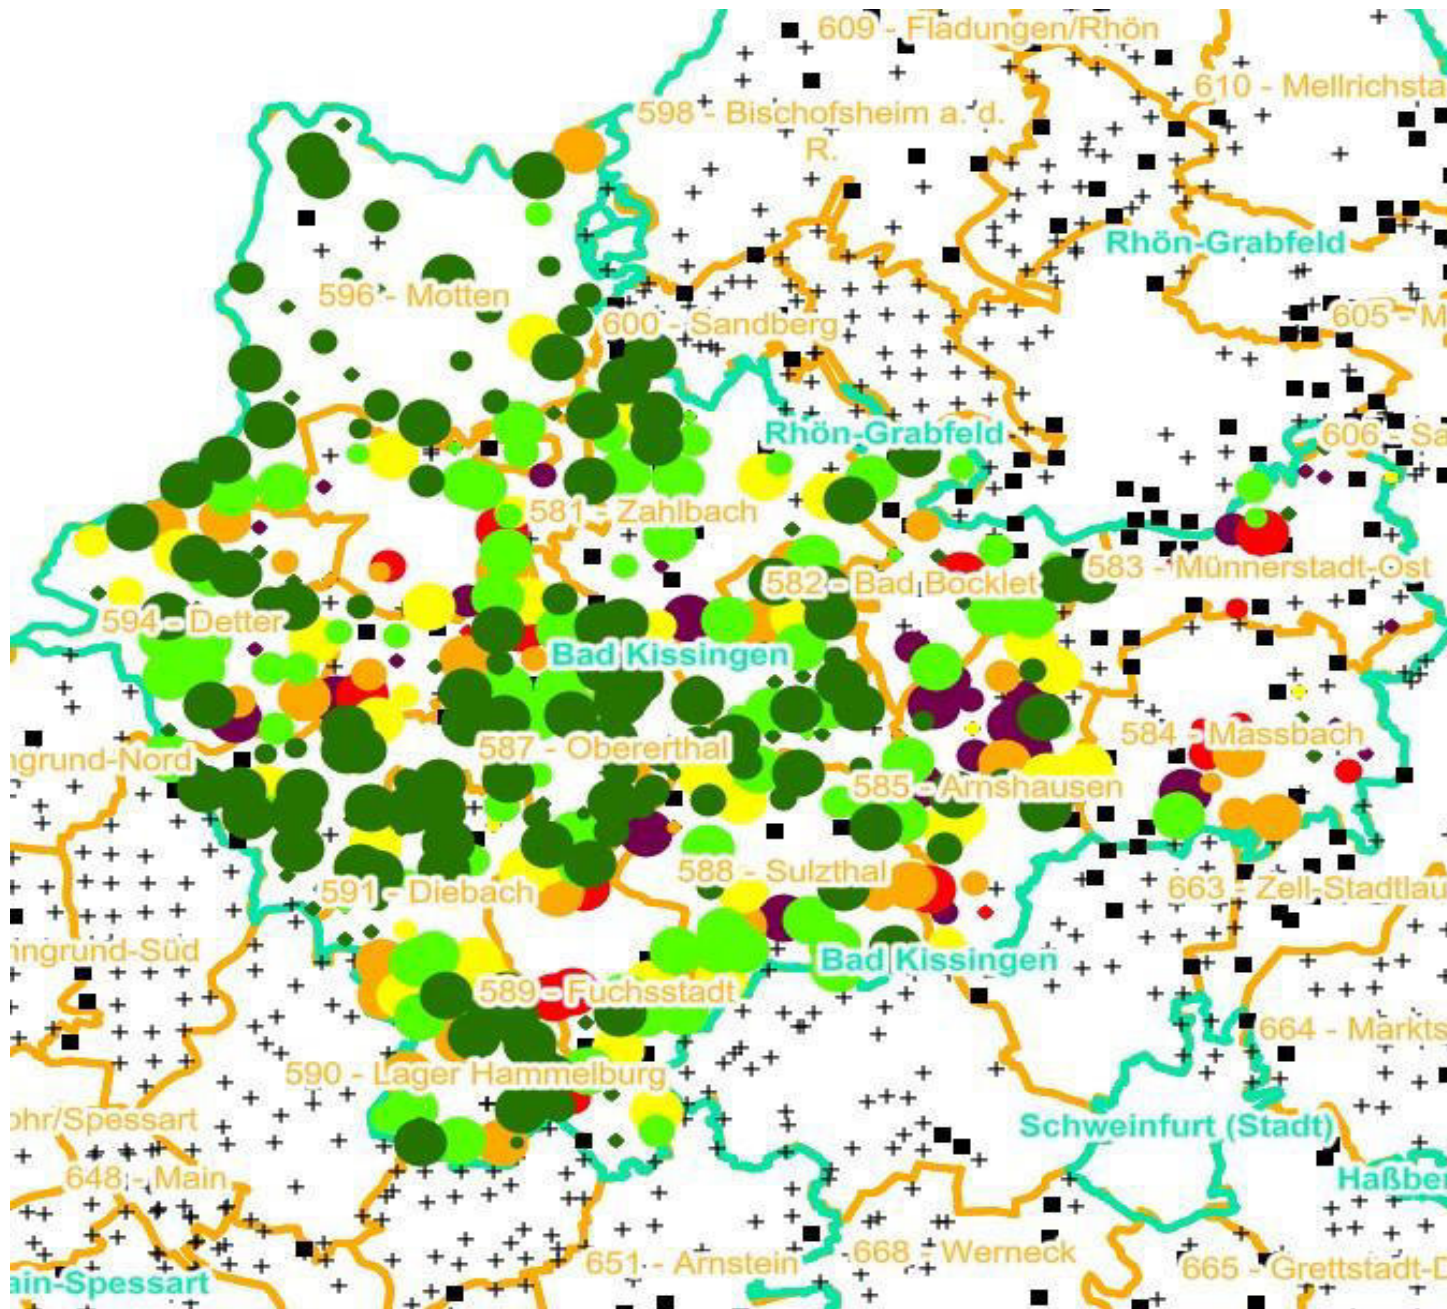 609 - Fladungen/Rhön
610 - Mellrichsta
598 - Bischofsheim a. d.
R.
Rhön-Grabfeld
596 - Motten
600 - Sandberg
605 - M
Rhön-Grabfeld
606 - Sa
581 - Zahlbach
582 - Bad Bocklet
583 - Münnerstadt-Ost
594 - Detter
Bad Kissingen
584 - Massbach
587 - Obererthal
ngrund-Nord
585 - Arnshausen
588 - Sulzthal
591 - Diebach
663 - Zell-Stadtlau
nngrund-Süd
Bad Kissingen
589 - Fuchsstadt
664 - Markts
590 - Lager Hammelburg
ohr/Spessart
Schweinfurt (Stadt)
648 - Main
Haßber
651 - Arnstein
668 - Werneck
665 - Grettstadt-D
ain-Spessart